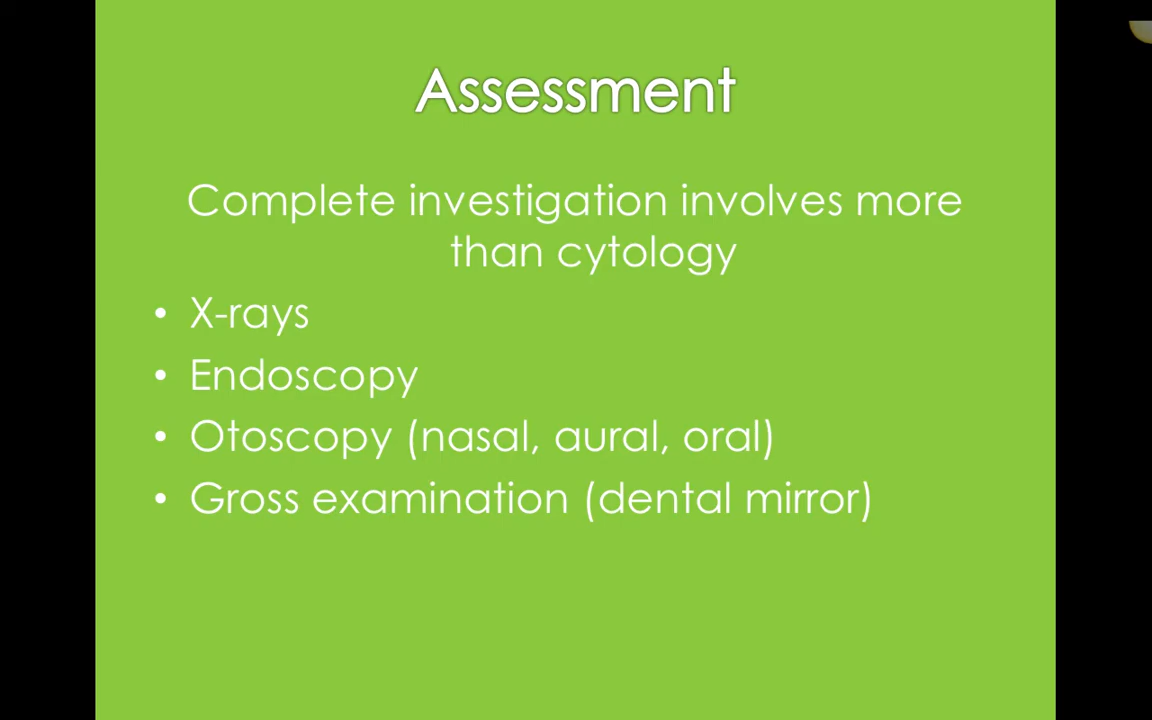 Assessment
Complete investigation involves more
than cytology
• X-rays
• Endoscopy
• Otoscopy (nasal, aural, oral)
• Gross examination (dental mirror)